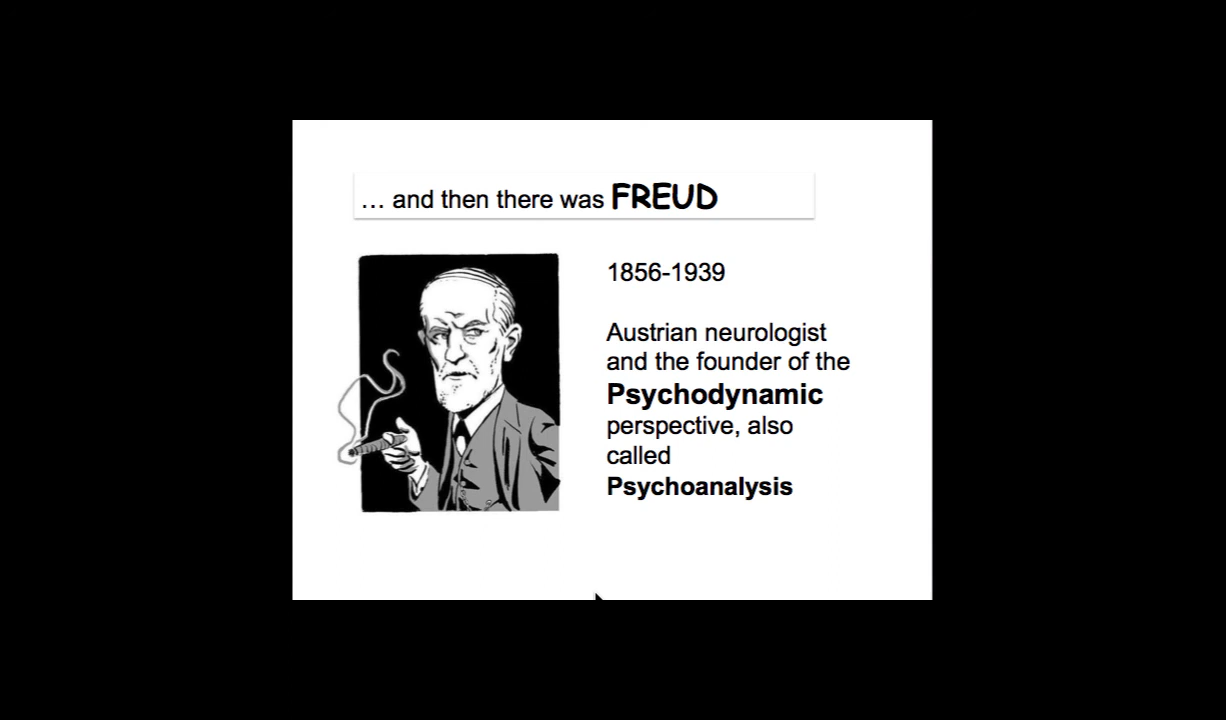 … and then there was FREUD
1856-1939
Austrian neurologist
and the founder of the
Psychodynamic
perspective, also
called
Psychoanalysis